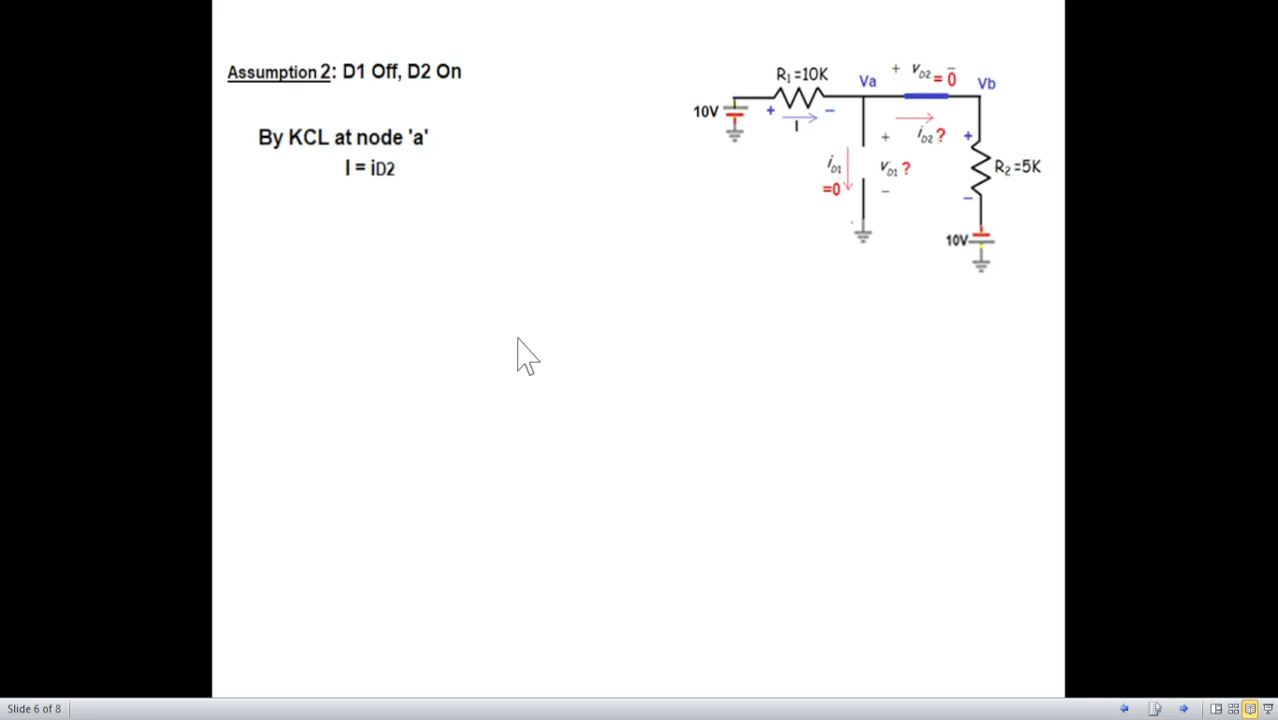 Assumption 2: D1 Off, D2 On
By KCL at node 'a'
I = iD2
R1 =10K
Va
+ VD2 = 0 −
Vb
10V
+ −
I
+
iD2 ?
+
iD1
=0
VD1 ?
−
R2 =5K
−
10V
Slide 6 of 8